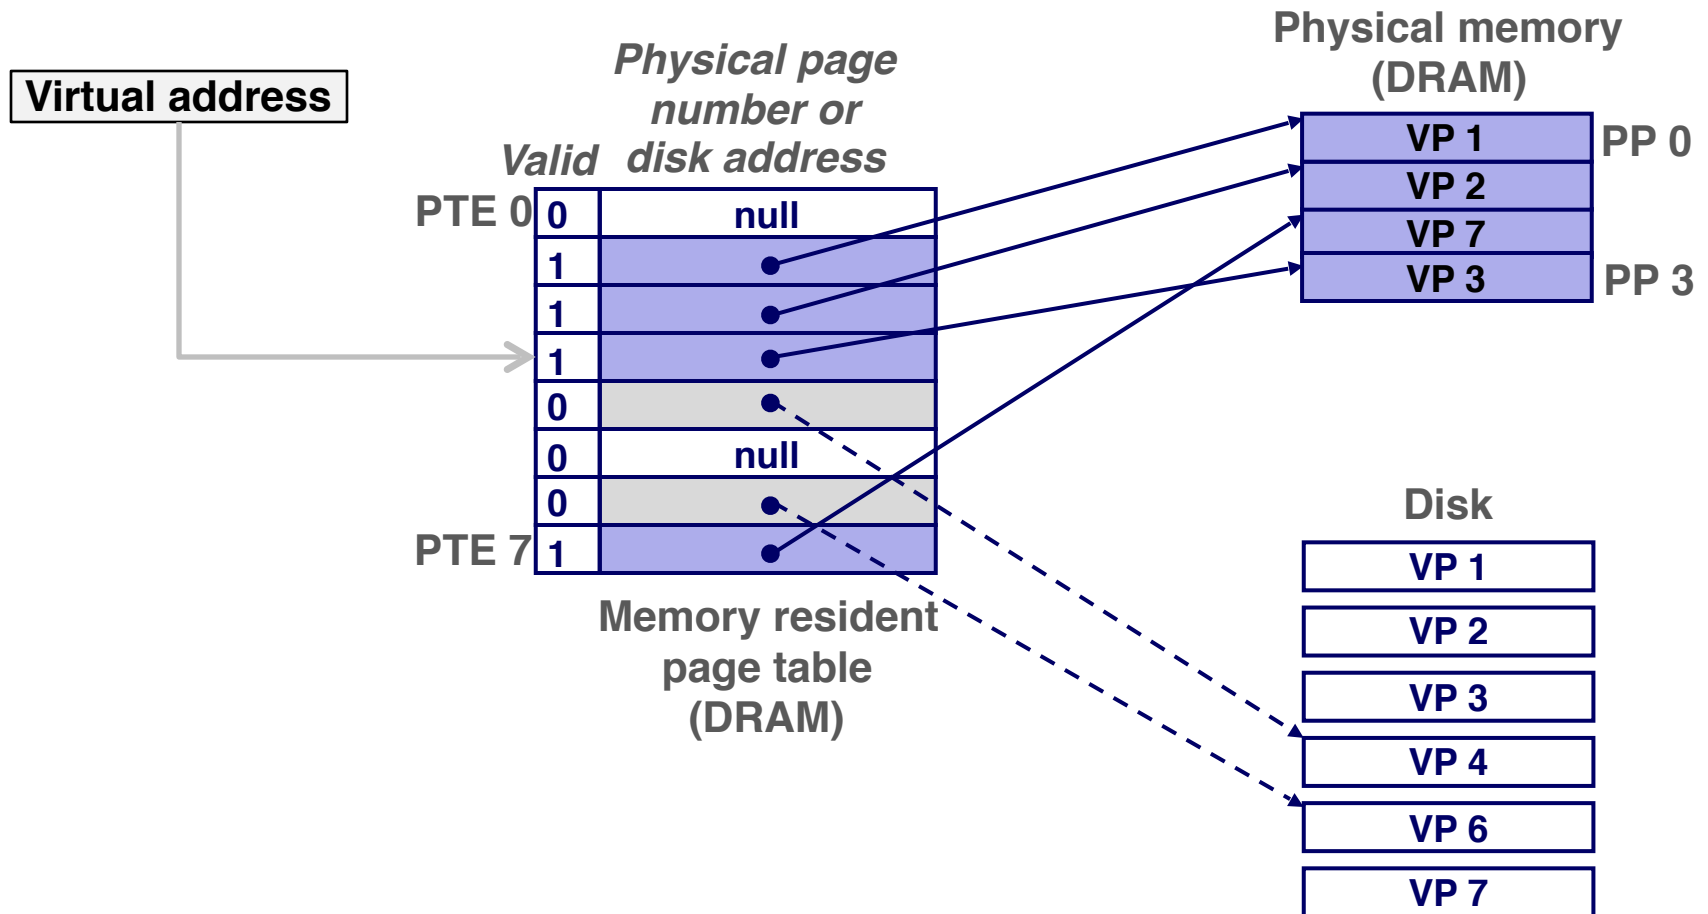 Virtual address
Physical page
number or
disk address
Valid
PTE 0
0
null
1
1
1
0
0
null
0
PTE 7
1
Memory resident
page table
(DRAM)
Physical memory
(DRAM)
VP 1
PP 0
VP 2
VP 7
VP 3
PP 3
Disk
VP 1
VP 2
VP 3
VP 4
VP 6
VP 7